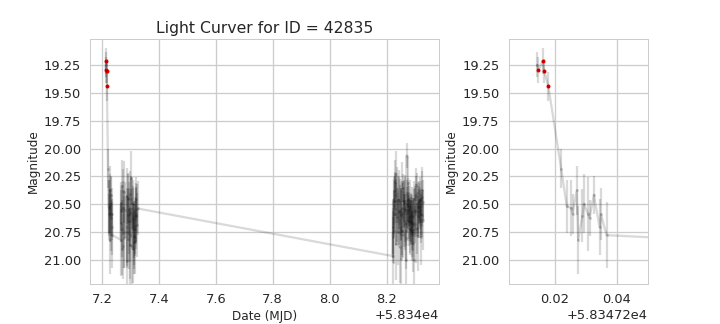 Light Curver for ID = 42835
19.25
19.50
19.75
20.00
20.25
20.50
20.75
21.00
Magnitude
7.2 7.4 7.6 7.8 8.0 8.2
Date (MJD)
+5.834e4
19.25
19.50
19.75
20.00
20.25
20.50
20.75
21.00
Magnitude
0.02 0.04
+5.83472e4